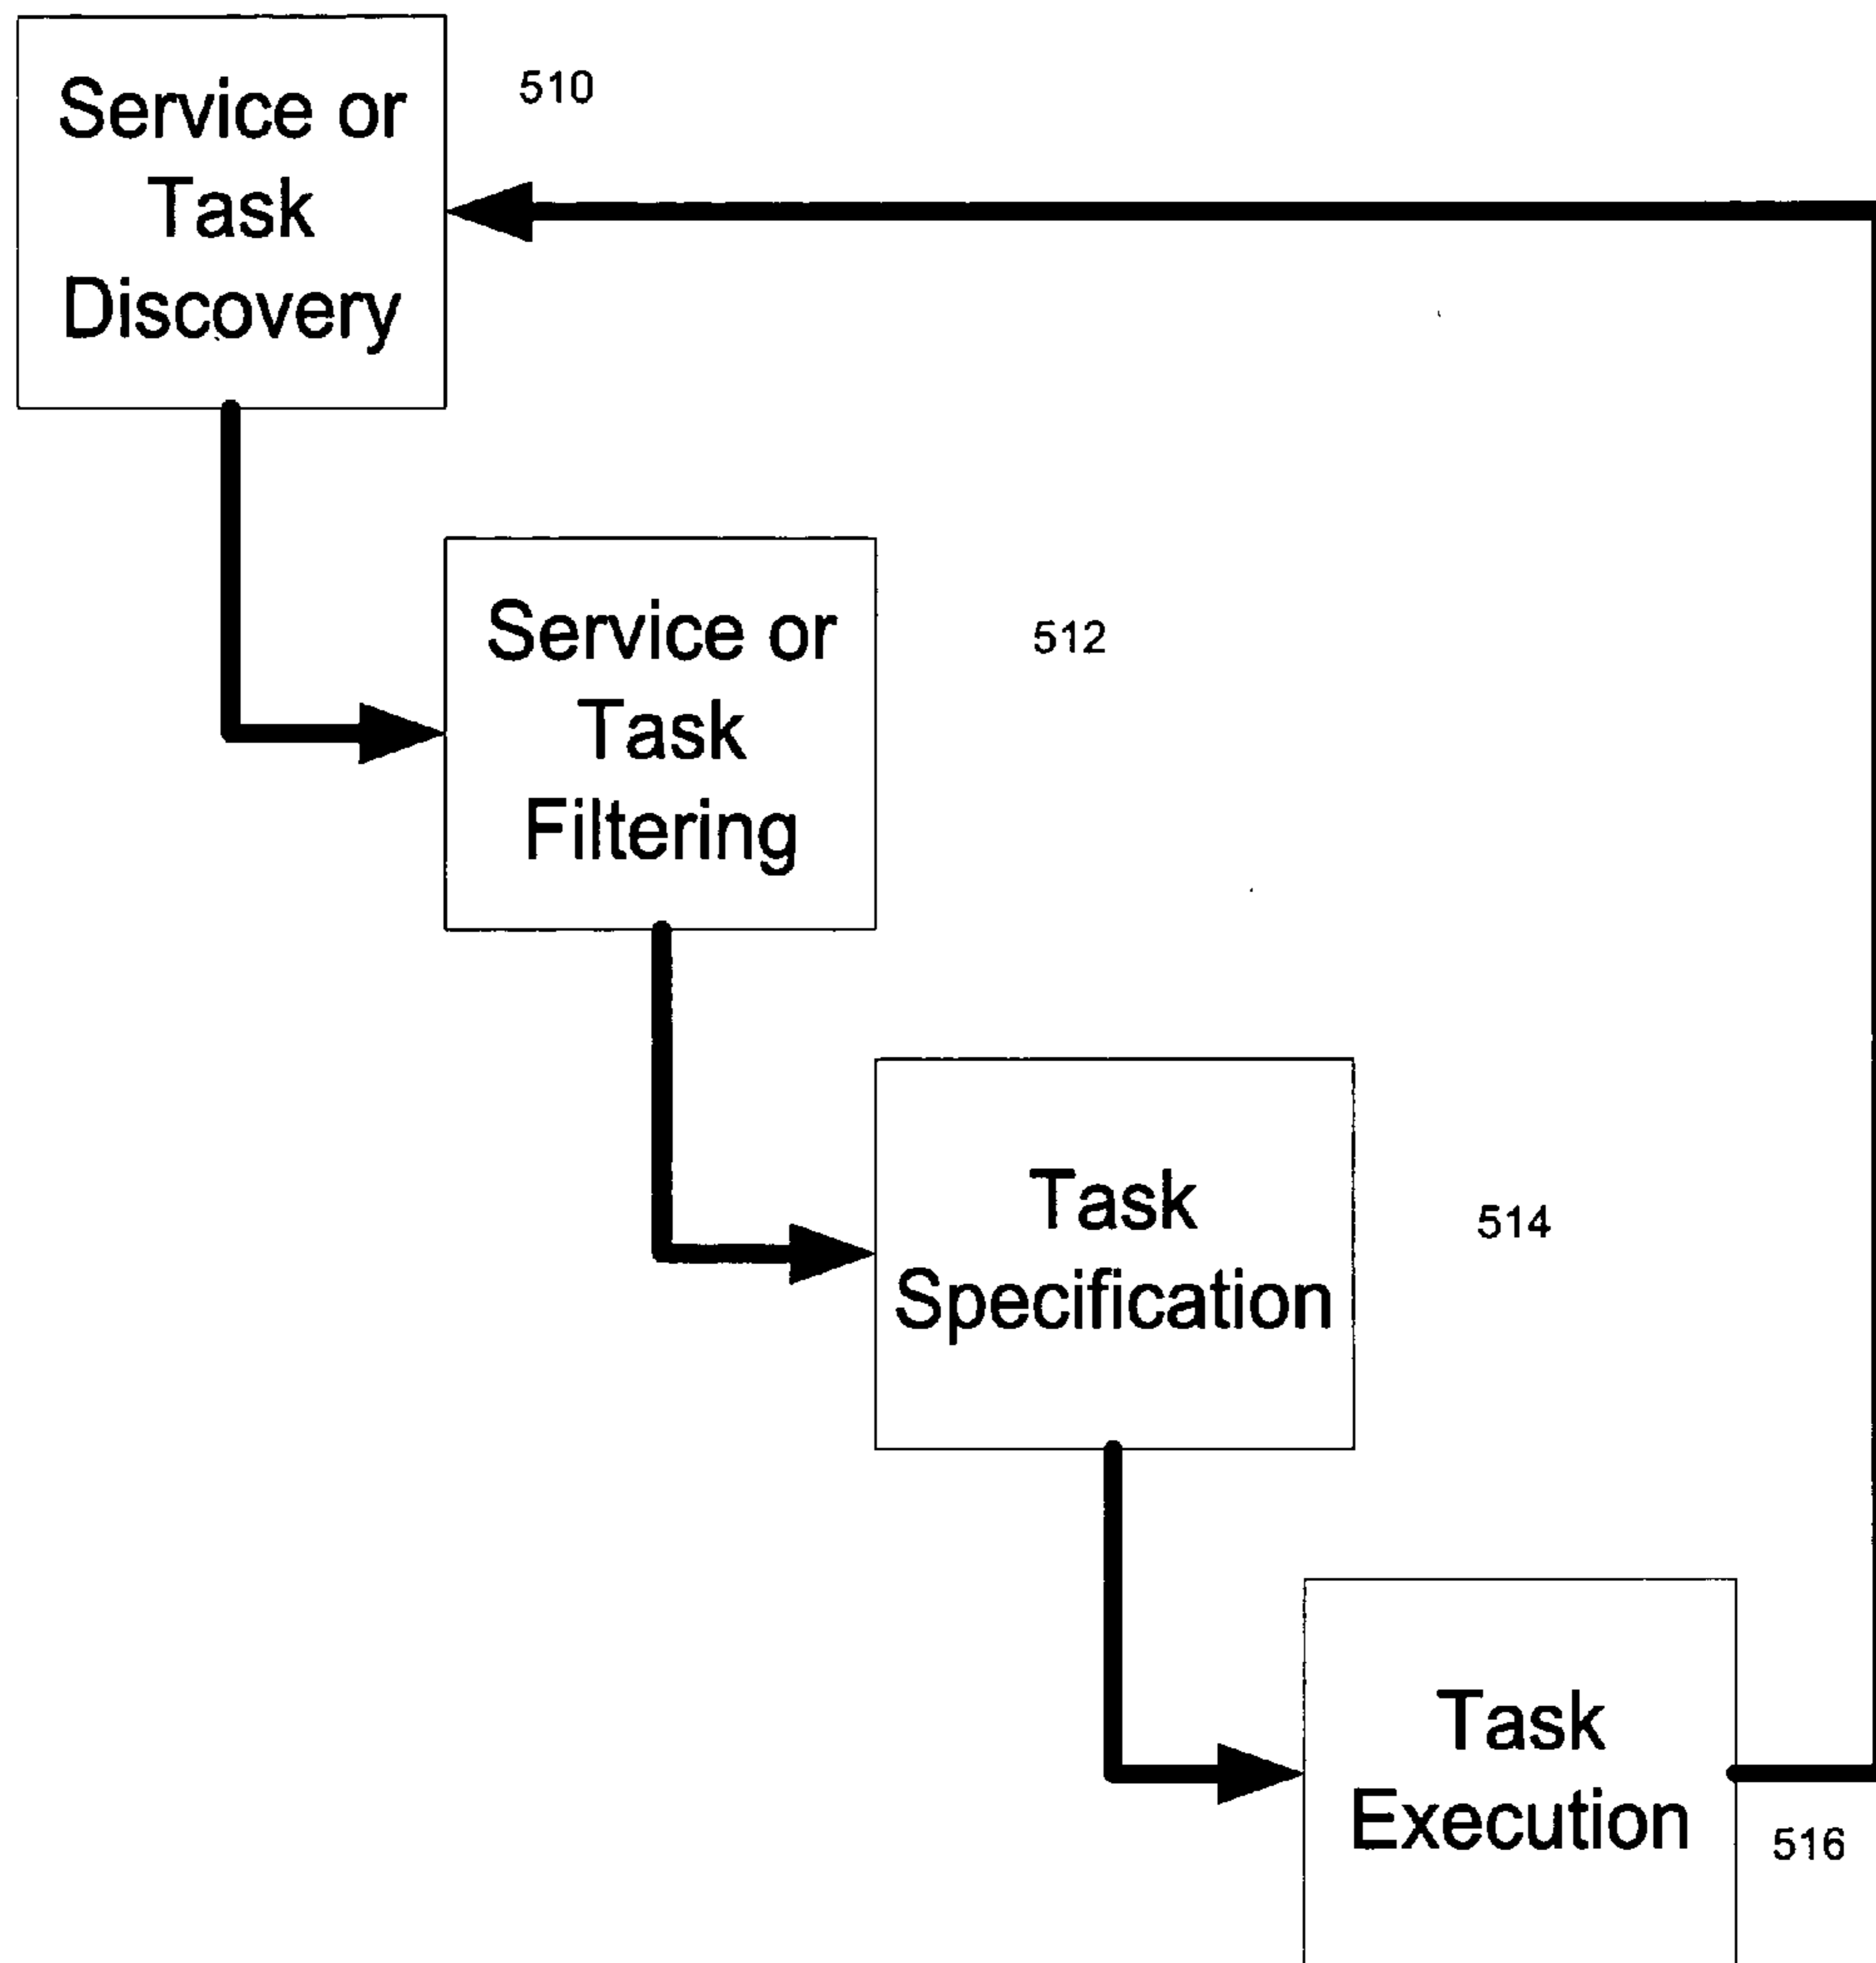 Service or
Task
Discovery
510
Service or
Task
Filtering
512
Task
Specification
514
Task
Execution
516